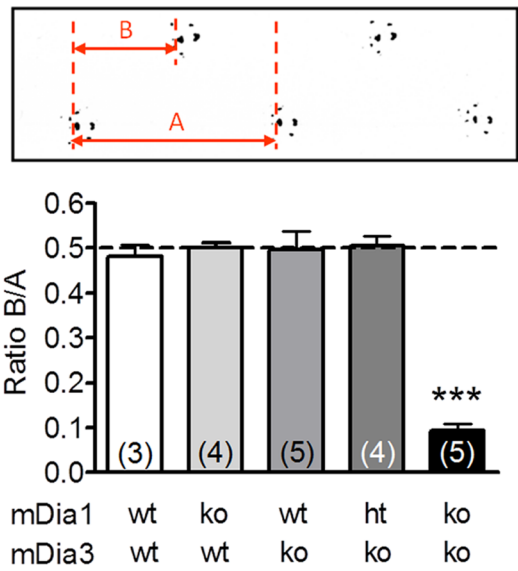 B
A
0.6
0.5
0.4
0.3
0.2
0.1
0.0
Ratio B/A
***
(3) (4) (5) (4) (5)
mDia1 wt ko wt ht ko
mDia3 wt wt ko ko ko